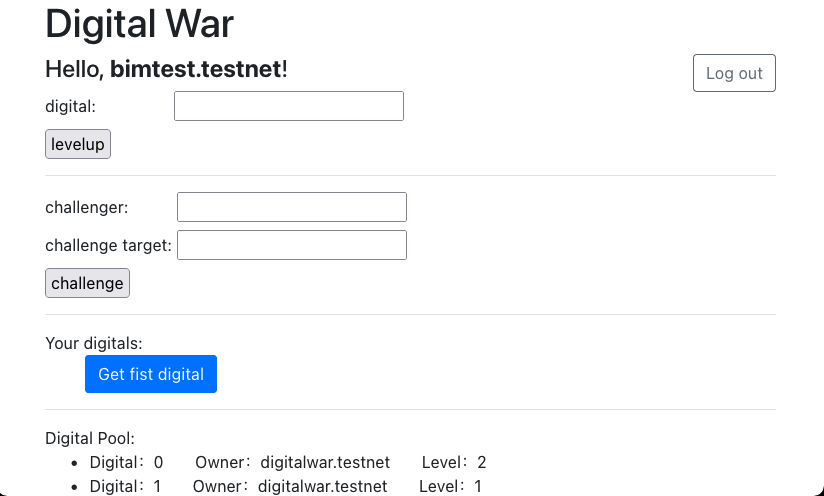 Digital War
Hello, bimtest.testnet!
Log out
digital:
levelup
challenger:
challenge target:
challenge
Your digitals:
Get fist digital
Digital Pool:
• Digital：0 Owner：digitalwar.testnet Level：2
• Digital：1 Owner：digitalwar.testnet Level：1